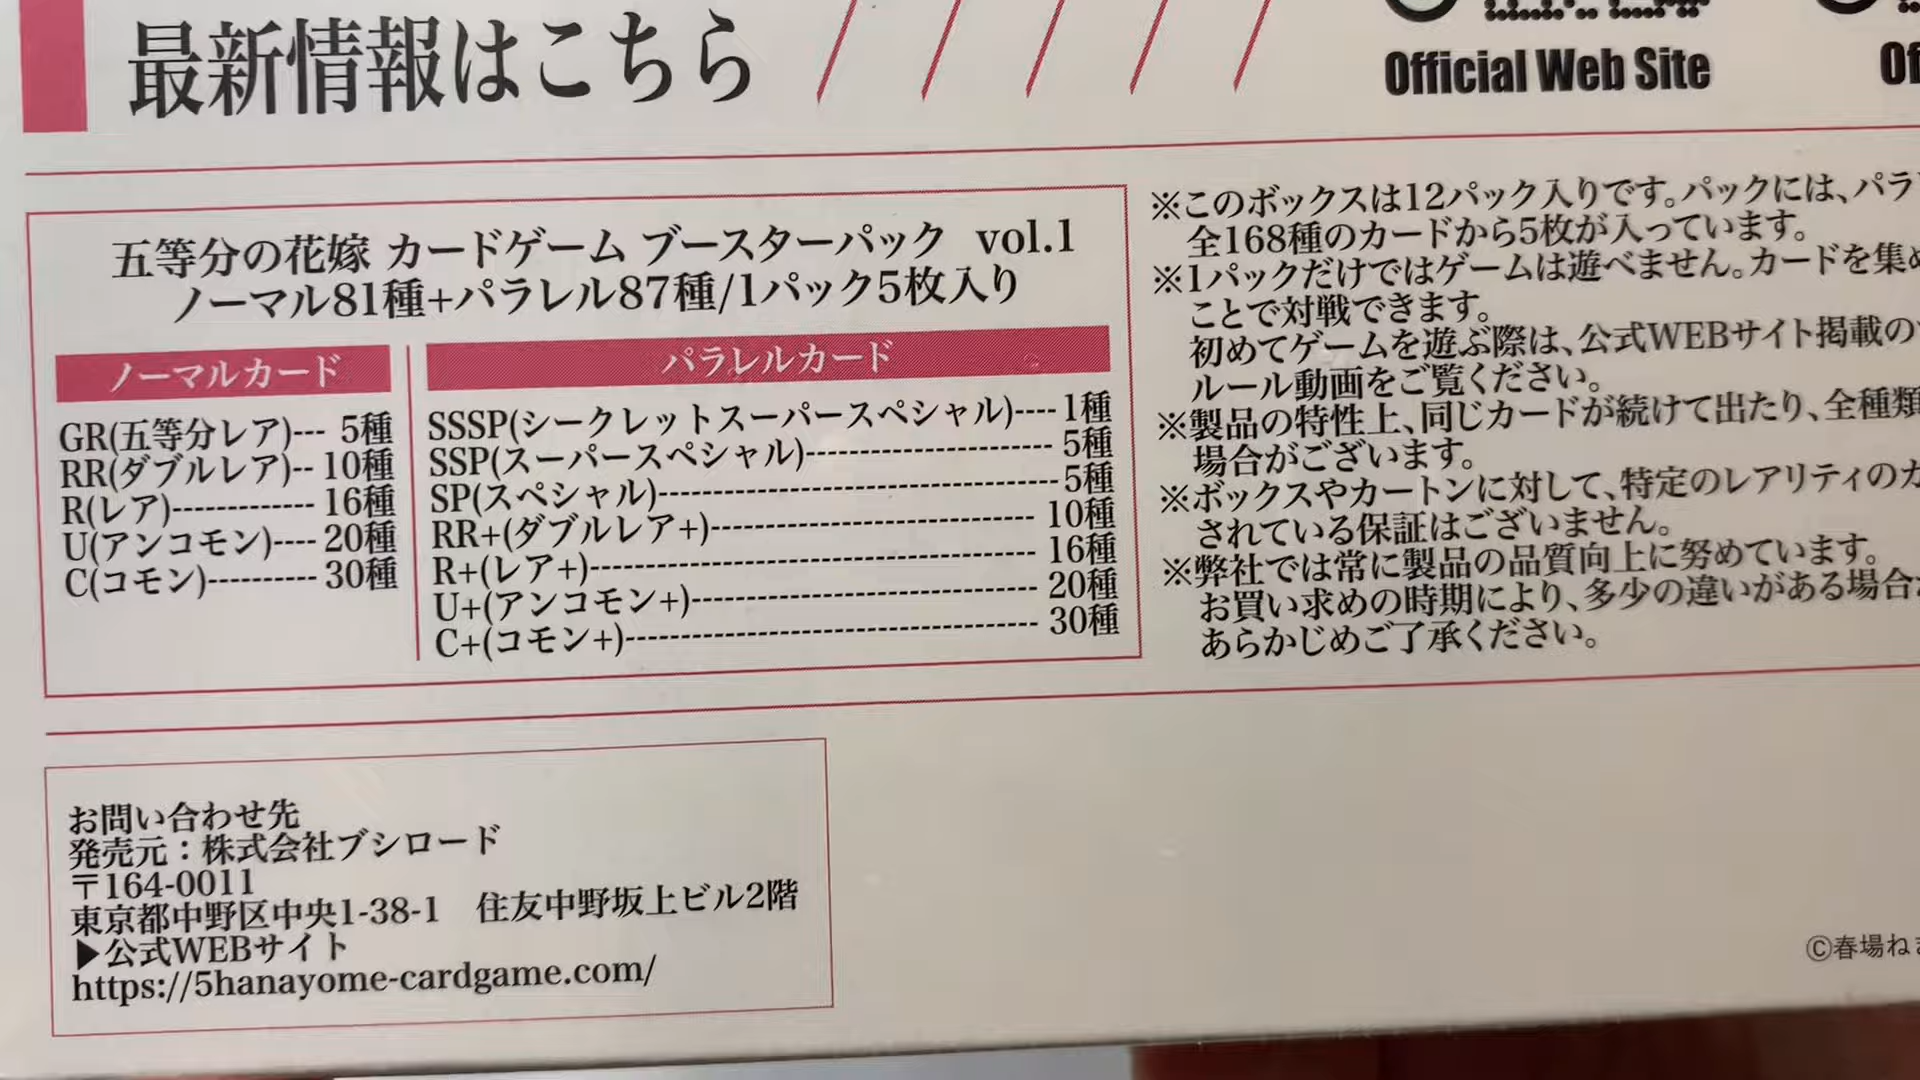 最新情報はこちら
Official Web Site
五等分の花嫁 カードゲーム ブースターパック vol.1
ノーマル81種+パラレル87種/1パック5枚入り
ノーマルカード
GR(五等分レア)--- 5種
RR(ダブルレア)-- 10種
R(レア)------------- 16種
U(アンコモン)---- 20種
C(コモン)---------- 30種
パラレルカード
SSSP(シークレットスーパースペシャル)---- 1種
SSP(スーパースペシャル)------------------------ 5種
SP(スペシャル)--------------------------------------- 5種
RR+(ダブルレア+)-------------------------------- 10種
R+(レア+)-------------------------------------------- 16種
U+(アンコモン+)---------------------------------- 20種
C+(コモン+)----------------------------------------- 30種
※このボックスは12パック入りです。パックには、パラ
全168種のカードから5枚が入っています。
※1パックだけではゲームは遊べません。カードを集め
ことで対戦できます。
初めてゲームを遊ぶ際は、公式WEBサイト掲載の
ルール動画をご覧ください。
※製品の特性上、同じカードが続けて出たり、全種類
場合がございます。
※ボックスやカートンに対して、特定のレアリティのカ
されている保証はございません。
※弊社では常に製品の品質向上に努めています。
お買い求めの時期により、多少の違いがある場合
あらかじめご了承ください。
お問い合わせ先
発売元：株式会社ブシロード
〒164-0011
東京都中野区中央1-38-1 住友中野坂上ビル2階
▶公式WEBサイト
https://5hanayome-cardgame.com/
©春場ね